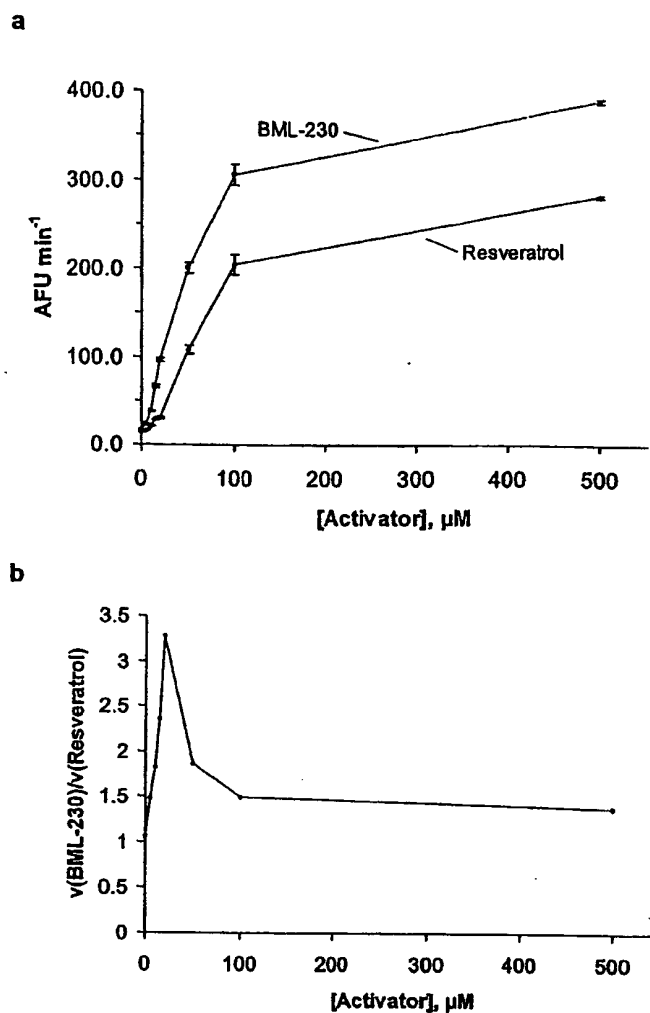 a
400.0
300.0
200.0
100.0
0.0
AFU min⁻¹
BML-230
Resveratrol
0 100 200 300 400 500
[Activator], µM
b
3.5
3
2.5
2
1.5
1
0.5
0
v(BML-230)/v(Resveratrol)
0 100 200 300 400 500
[Activator], µM